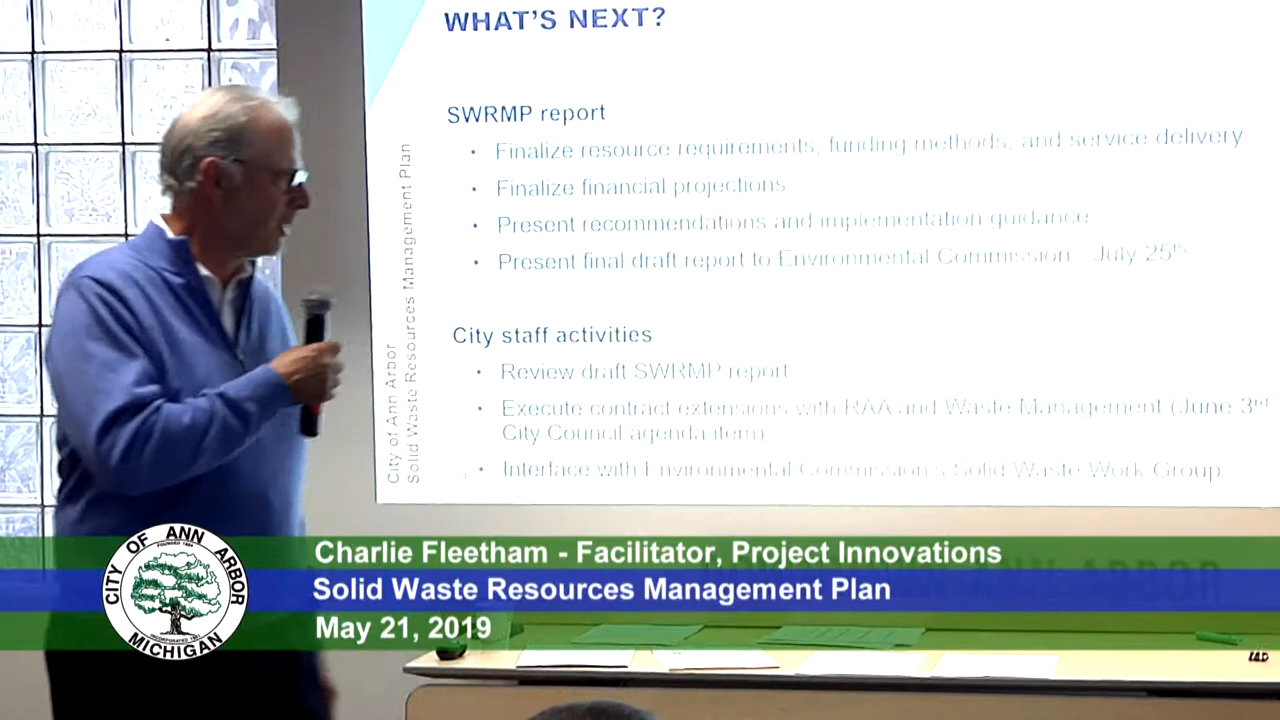 WHAT'S NEXT?
SWRMP report
• Finalize resource requirements, funding methods, and service delivery
• Finalize financial projections
• Present recommendations and implementation guidance
• Present final draft report to Environmental Commission - July 25th
City staff activities
• Review draft SWRMP report
• Execute contract extensions with RAA and Waste Management (June 3rd
City Council agenda item)
• Interface with Environmental Commission's Solid Waste Work Group
City of Ann Arbor
Solid Waste Resources Management Plan
CITY OF ANN ARBOR
MICHIGAN
Charlie Fleetham - Facilitator, Project Innovations
Solid Waste Resources Management Plan
May 21, 2019